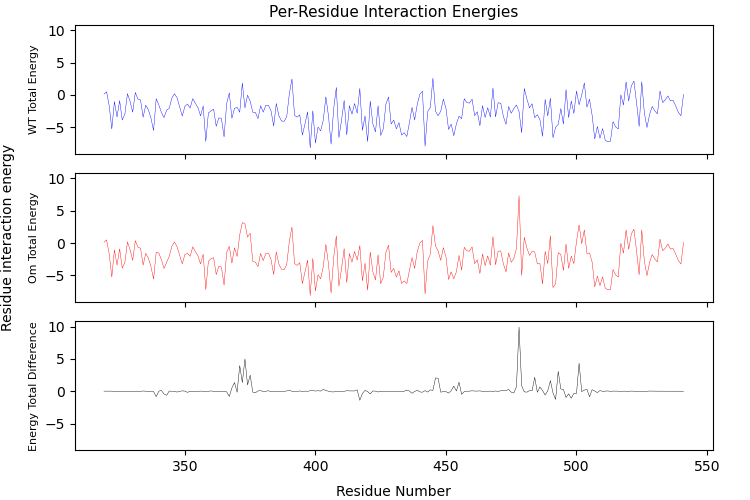 Per-Residue Interaction Energies
Residue interaction energy
WT Total Energy
10
5
0
−5
Om Total Energy
10
5
0
−5
Energy Total Difference
10
5
0
−5
350 400 450 500 550
Residue Number